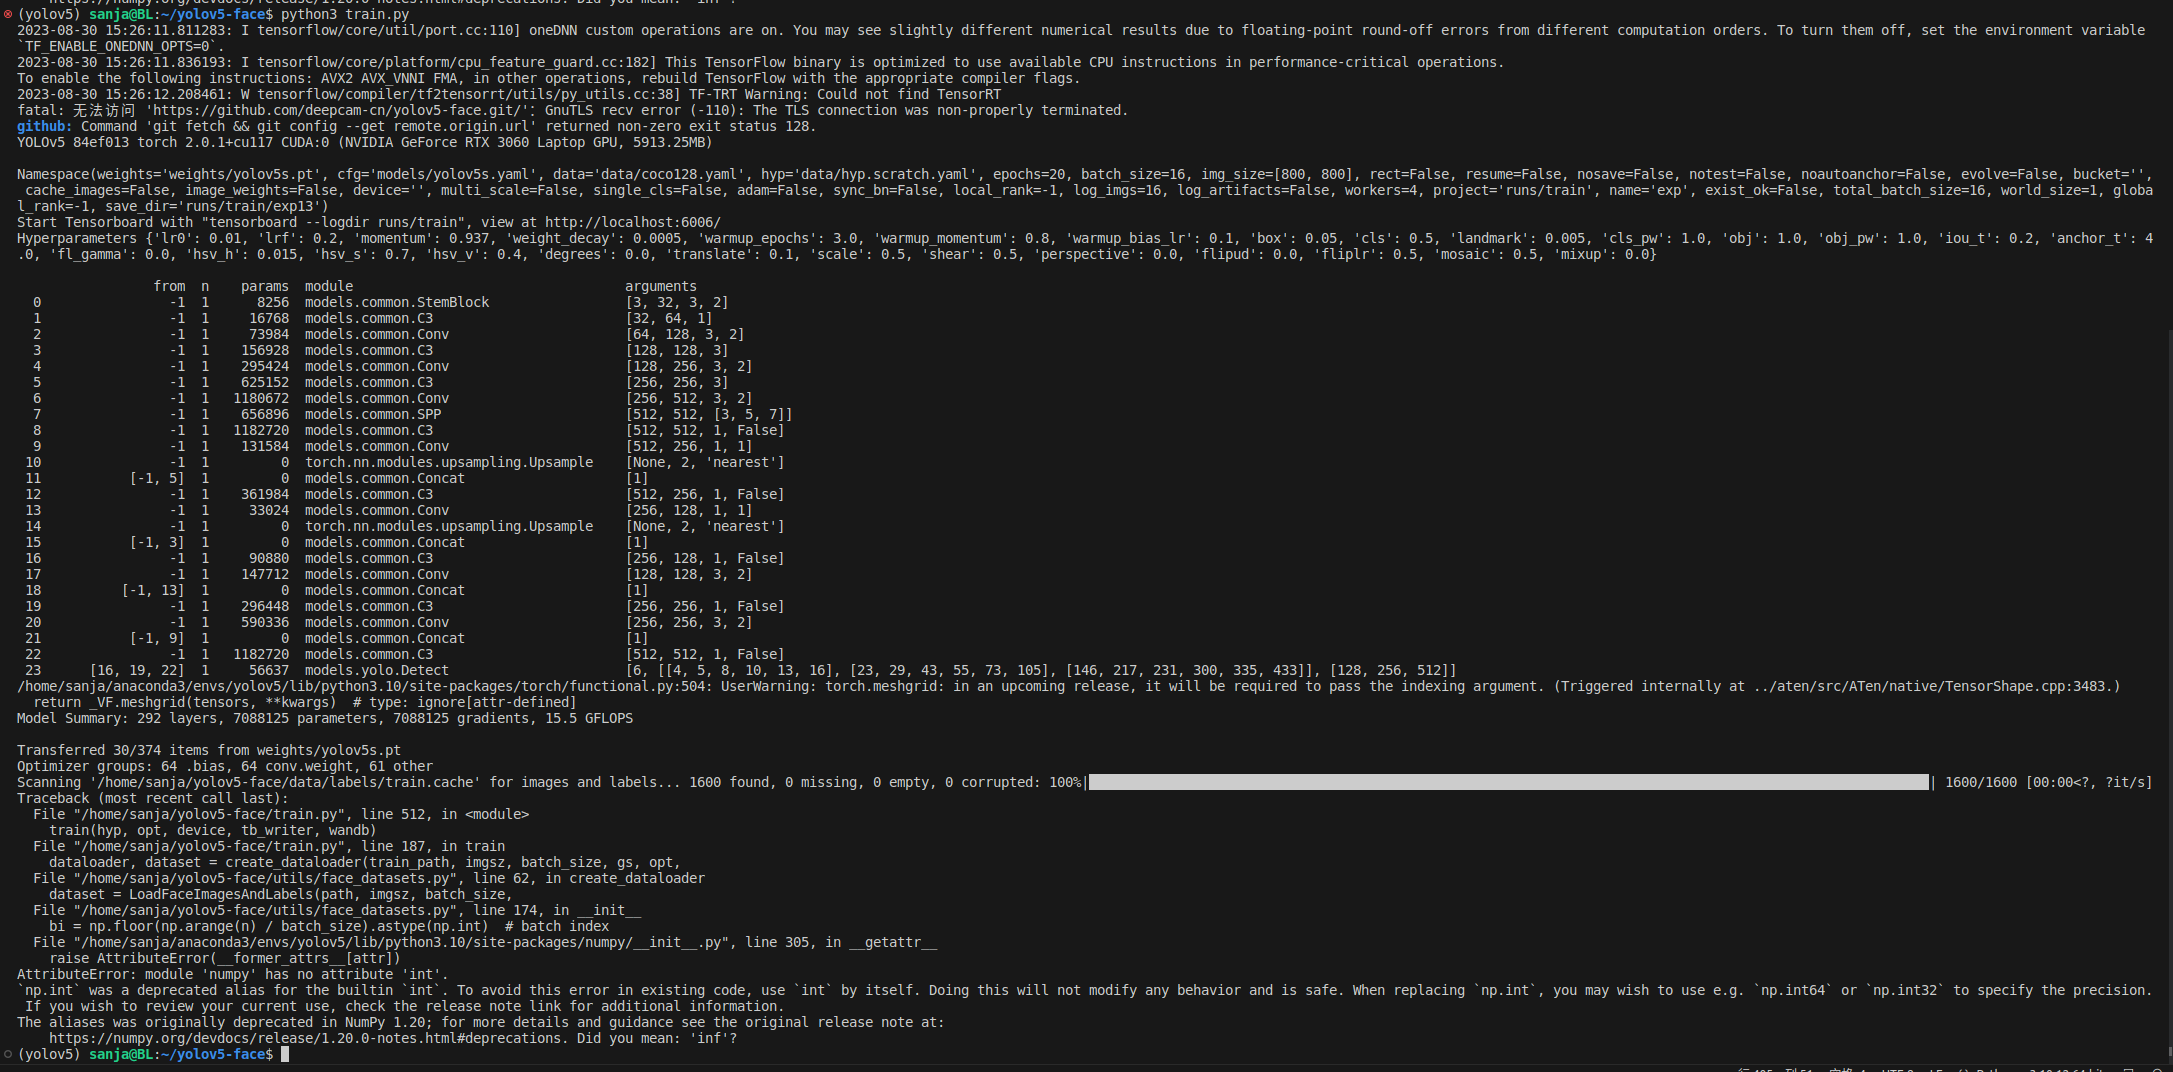 (yolov5) sanja@BL:~/yolov5-face$ python3 train.py
2023-08-30 15:26:11.811283: I tensorflow/core/util/port.cc:110] oneDNN custom operations are on. You may see slightly different numerical results due to floating-point round-off errors from different computation orders. To turn them off, set the environment variable
`TF_ENABLE_ONEDNN_OPTS=0`.
2023-08-30 15:26:11.836193: I tensorflow/core/platform/cpu_feature_guard.cc:182] This TensorFlow binary is optimized to use available CPU instructions in performance-critical operations.
To enable the following instructions: AVX2 AVX_VNNI FMA, in other operations, rebuild TensorFlow with the appropriate compiler flags.
2023-08-30 15:26:12.208461: W tensorflow/compiler/tf2tensorrt/utils/py_utils.cc:38] TF-TRT Warning: Could not find TensorRT
fatal: 无法访问 'https://github.com/deepcam-cn/yolov5-face.git/'：GnuTLS recv error (-110): The TLS connection was non-properly terminated.
github: Command 'git fetch && git config --get remote.origin.url' returned non-zero exit status 128.
YOLOv5 84ef013 torch 2.0.1+cu117 CUDA:0 (NVIDIA GeForce RTX 3060 Laptop GPU, 5913.25MB)
Namespace(weights='weights/yolov5s.pt', cfg='models/yolov5s.yaml', data='data/coco128.yaml', hyp='data/hyp.scratch.yaml', epochs=20, batch_size=16, img_size=[800, 800], rect=False, resume=False, nosave=False, notest=False, noautoanchor=False, evolve=False, bucket='',
cache_images=False, image_weights=False, device='', multi_scale=False, single_cls=False, adam=False, sync_bn=False, local_rank=-1, log_imgs=16, log_artifacts=False, workers=4, project='runs/train', name='exp', exist_ok=False, total_batch_size=16, world_size=1, globa
l_rank=-1, save_dir='runs/train/exp13')
Start Tensorboard with "tensorboard --logdir runs/train", view at http://localhost:6006/
Hyperparameters {'lr0': 0.01, 'lrf': 0.2, 'momentum': 0.937, 'weight_decay': 0.0005, 'warmup_epochs': 3.0, 'warmup_momentum': 0.8, 'warmup_bias_lr': 0.1, 'box': 0.05, 'cls': 0.5, 'landmark': 0.005, 'cls_pw': 1.0, 'obj': 1.0, 'obj_pw': 1.0, 'iou_t': 0.2, 'anchor_t': 4
.0, 'fl_gamma': 0.0, 'hsv_h': 0.015, 'hsv_s': 0.7, 'hsv_v': 0.4, 'degrees': 0.0, 'translate': 0.1, 'scale': 0.5, 'shear': 0.5, 'perspective': 0.0, 'flipud': 0.0, 'fliplr': 0.5, 'mosaic': 0.5, 'mixup': 0.0}
from n params module arguments
0 -1 1 8256 models.common.StemBlock [3, 32, 3, 2]
1 -1 1 16768 models.common.C3 [32, 64, 1]
2 -1 1 73984 models.common.Conv [64, 128, 3, 2]
3 -1 1 156928 models.common.C3 [128, 128, 3]
4 -1 1 295424 models.common.Conv [128, 256, 3, 2]
5 -1 1 625152 models.common.C3 [256, 256, 3]
6 -1 1 1180672 models.common.Conv [256, 512, 3, 2]
7 -1 1 656896 models.common.SPP [512, 512, [3, 5, 7]]
8 -1 1 1182720 models.common.C3 [512, 512, 1, False]
9 -1 1 131584 models.common.Conv [512, 256, 1, 1]
10 -1 1 0 torch.nn.modules.upsampling.Upsample [None, 2, 'nearest']
11 [-1, 5] 1 0 models.common.Concat [1]
12 -1 1 361984 models.common.C3 [512, 256, 1, False]
13 -1 1 33024 models.common.Conv [256, 128, 1, 1]
14 -1 1 0 torch.nn.modules.upsampling.Upsample [None, 2, 'nearest']
15 [-1, 3] 1 0 models.common.Concat [1]
16 -1 1 90880 models.common.C3 [256, 128, 1, False]
17 -1 1 147712 models.common.Conv [128, 128, 3, 2]
18 [-1, 13] 1 0 models.common.Concat [1]
19 -1 1 296448 models.common.C3 [256, 256, 1, False]
20 -1 1 590336 models.common.Conv [256, 256, 3, 2]
21 [-1, 9] 1 0 models.common.Concat [1]
22 -1 1 1182720 models.common.C3 [512, 512, 1, False]
23 [16, 19, 22] 1 56637 models.yolo.Detect [6, [[4, 5, 8, 10, 13, 16], [23, 29, 43, 55, 73, 105], [146, 217, 231, 300, 335, 433]], [128, 256, 512]]
/home/sanja/anaconda3/envs/yolov5/lib/python3.10/site-packages/torch/functional.py:504: UserWarning: torch.meshgrid: in an upcoming release, it will be required to pass the indexing argument. (Triggered internally at ../aten/src/ATen/native/TensorShape.cpp:3483.)
return _VF.meshgrid(tensors, **kwargs) # type: ignore[attr-defined]
Model Summary: 292 layers, 7088125 parameters, 7088125 gradients, 15.5 GFLOPS
Transferred 30/374 items from weights/yolov5s.pt
Optimizer groups: 64 .bias, 64 conv.weight, 61 other
Scanning '/home/sanja/yolov5-face/data/labels/train.cache' for images and labels... 1600 found, 0 missing, 0 empty, 0 corrupted: 100%| | 1600/1600 [00:00<?, ?it/s]
Traceback (most recent call last):
File "/home/sanja/yolov5-face/train.py", line 512, in <module>
train(hyp, opt, device, tb_writer, wandb)
File "/home/sanja/yolov5-face/train.py", line 187, in train
dataloader, dataset = create_dataloader(train_path, imgsz, batch_size, gs, opt,
File "/home/sanja/yolov5-face/utils/face_datasets.py", line 62, in create_dataloader
dataset = LoadFaceImagesAndLabels(path, imgsz, batch_size,
File "/home/sanja/yolov5-face/utils/face_datasets.py", line 174, in __init__
bi = np.floor(np.arange(n) / batch_size).astype(np.int) # batch index
File "/home/sanja/anaconda3/envs/yolov5/lib/python3.10/site-packages/numpy/__init__.py", line 305, in __getattr__
raise AttributeError(__former_attrs__[attr])
AttributeError: module 'numpy' has no attribute 'int'.
`np.int` was a deprecated alias for the builtin `int`. To avoid this error in existing code, use `int` by itself. Doing this will not modify any behavior and is safe. When replacing `np.int`, you may wish to use e.g. `np.int64` or `np.int32` to specify the precision.
If you wish to review your current use, check the release note link for additional information.
The aliases was originally deprecated in NumPy 1.20; for more details and guidance see the original release note at:
https://numpy.org/devdocs/release/1.20.0-notes.html#deprecations. Did you mean: 'inf'?
(yolov5) sanja@BL:~/yolov5-face$